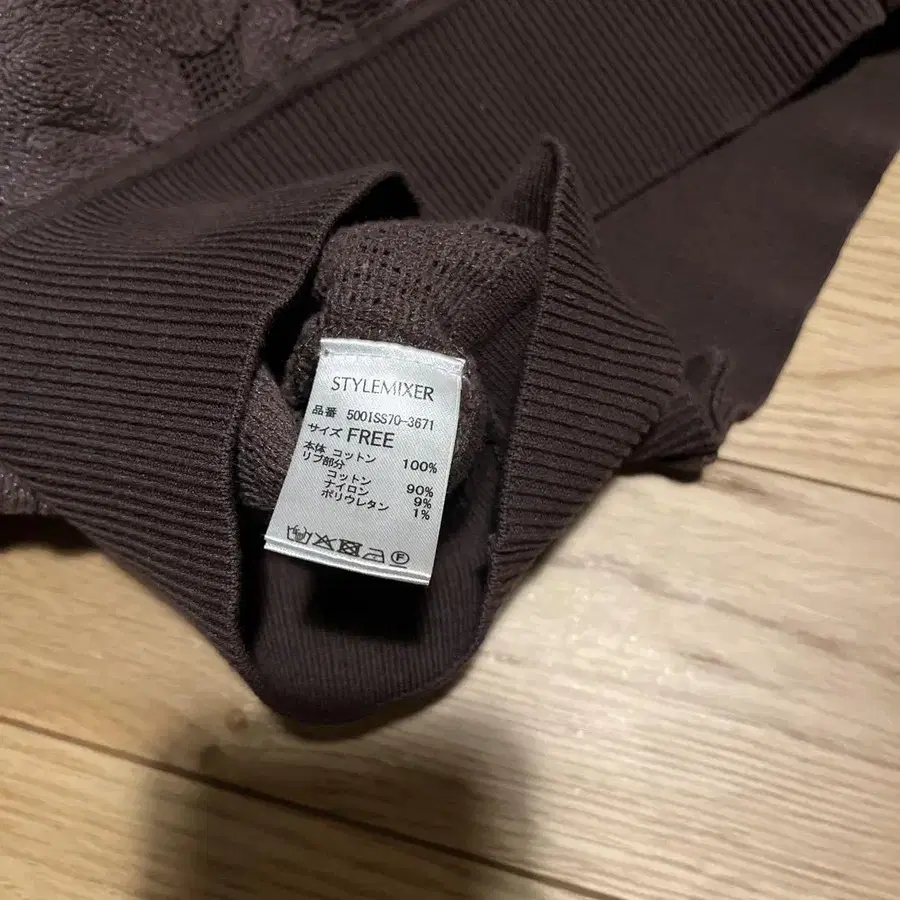 STYLEMIXER
品番 5001SS70-3671
サイズ FREE
本体 コットン 100%
リブ部分
コットン 90%
ナイロン 9%
ポリウレタン 1%
F